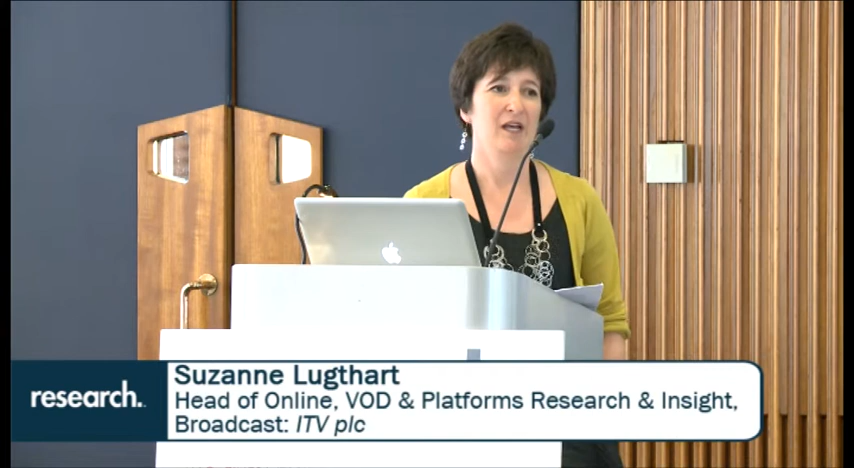 research.
Suzanne Lugthart
Head of Online, VOD & Platforms Research & Insight,
Broadcast: ITV plc